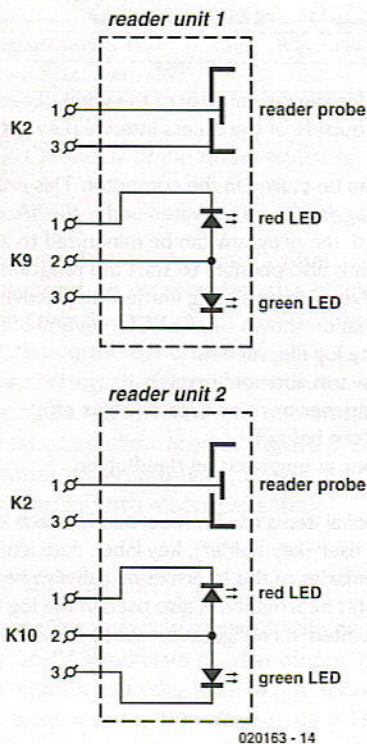 reader unit 1
K2
1
3
reader probe
K9
1
2
3
red LED
green LED
reader unit 2
K2
1
3
reader probe
K10
1
2
3
red LED
green LED
020163 - 14